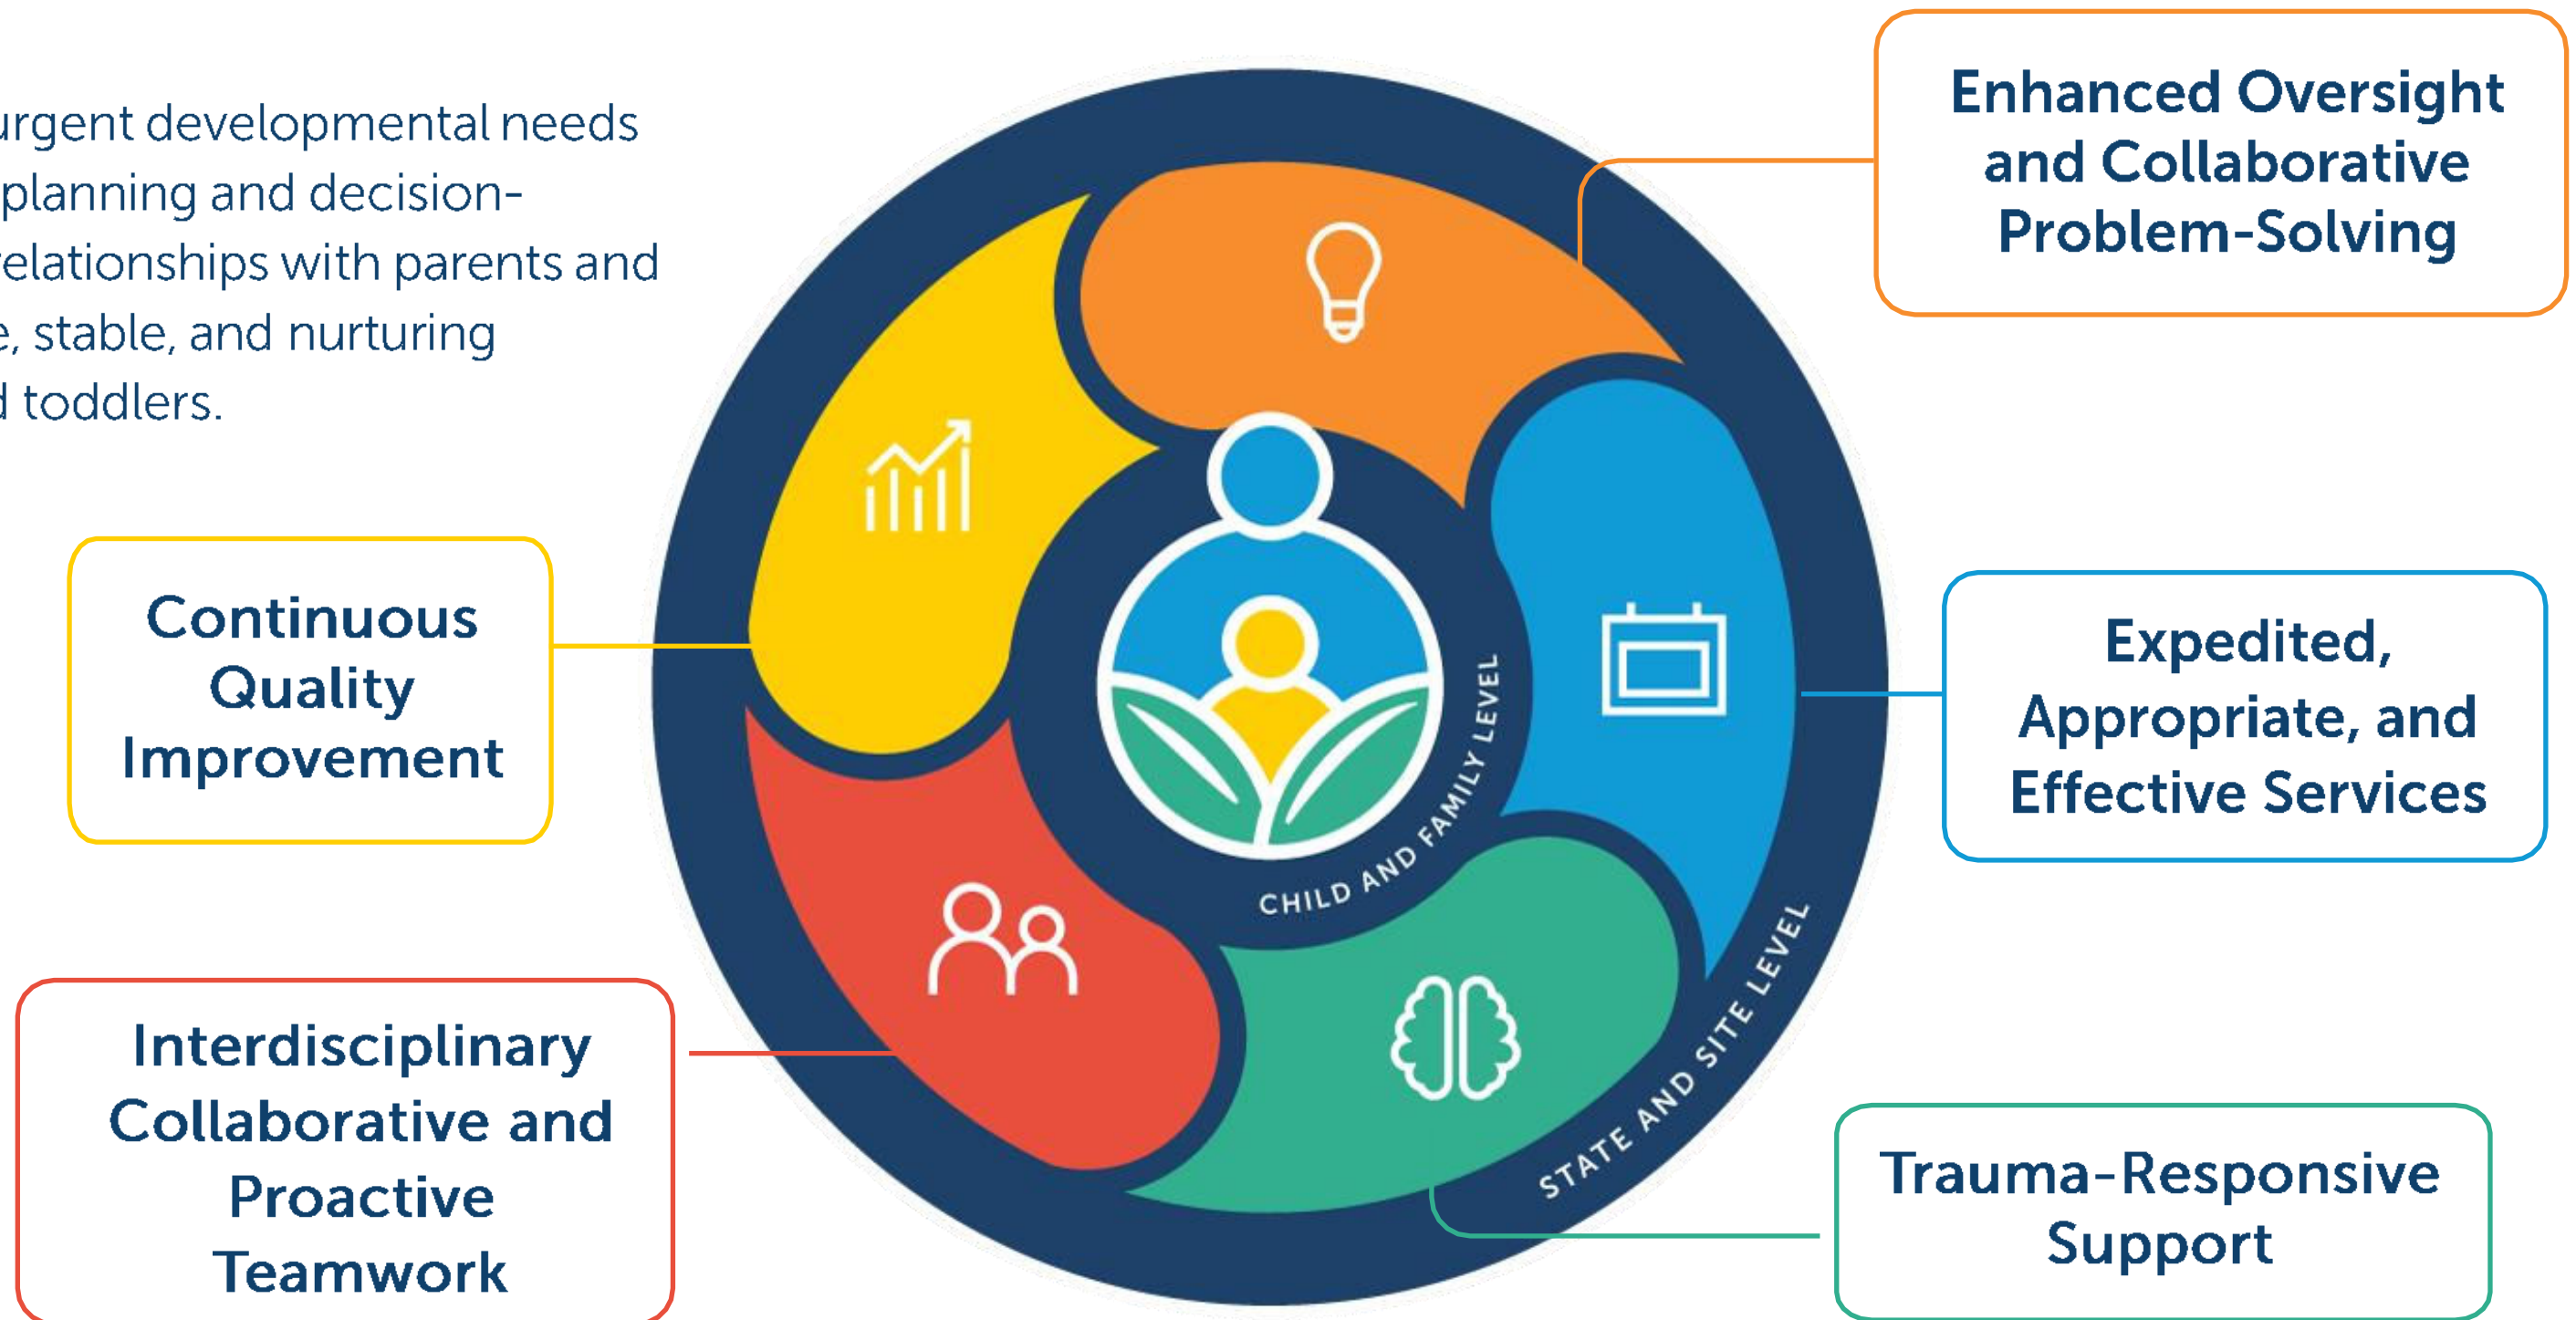 urgent developmental needs
planning and decision-
relationships with parents and
, stable, and nurturing
toddlers.
Enhanced Oversight
and Collaborative
Problem-Solving
Continuous
Quality
Improvement
Expedited,
Appropriate, and
Effective Services
CHILD AND FAMILY LEVEL
STATE AND SITE LEVEL
Interdisciplinary
Collaborative and
Proactive
Teamwork
Trauma-Responsive
Support